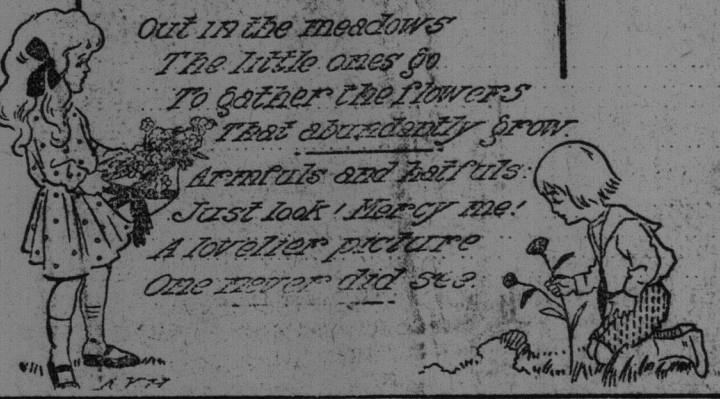 Out in the meadows
The little ones go
To gather the flowers
That abundantly grow.
Armfuls and hatfuls:
Just look! Mercy me!
A lovelier picture
One never did see.